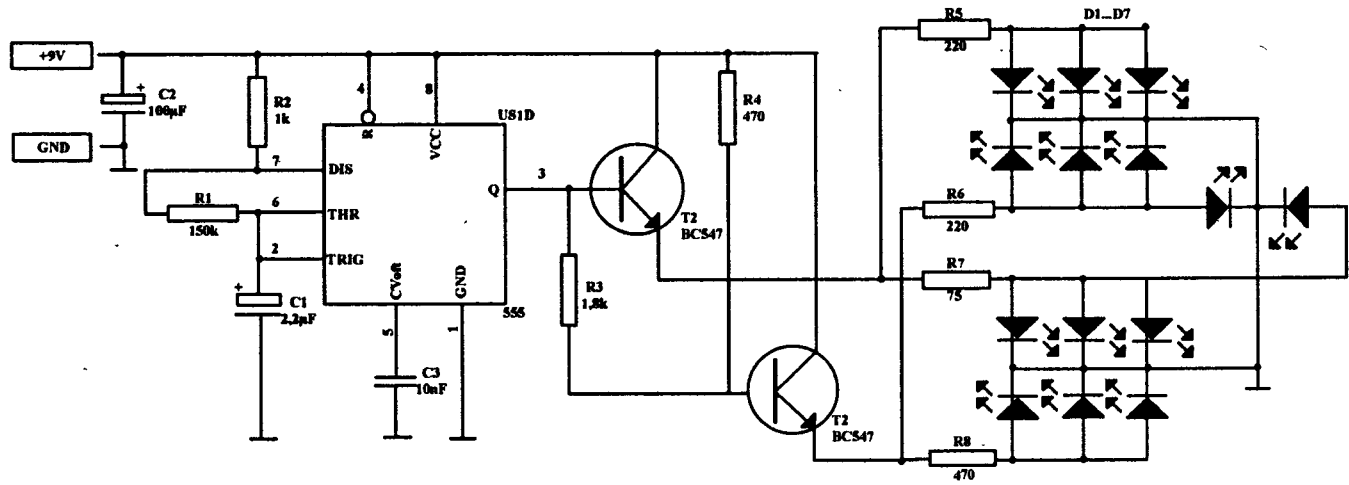 R5
220
D1...D7
+9V
C2
100µF
R2
1k
4
8
US1D
R
VCC
R4
470
GND
7
DIS
3
Q
R1
150k
6
THR
T2
BC547
R6
220
2
TRIG
R7
75
C1
2,2µF
CVolt
GND
R3
1,8k
555
5
1
C3
10nF
T2
BC547
R8
470